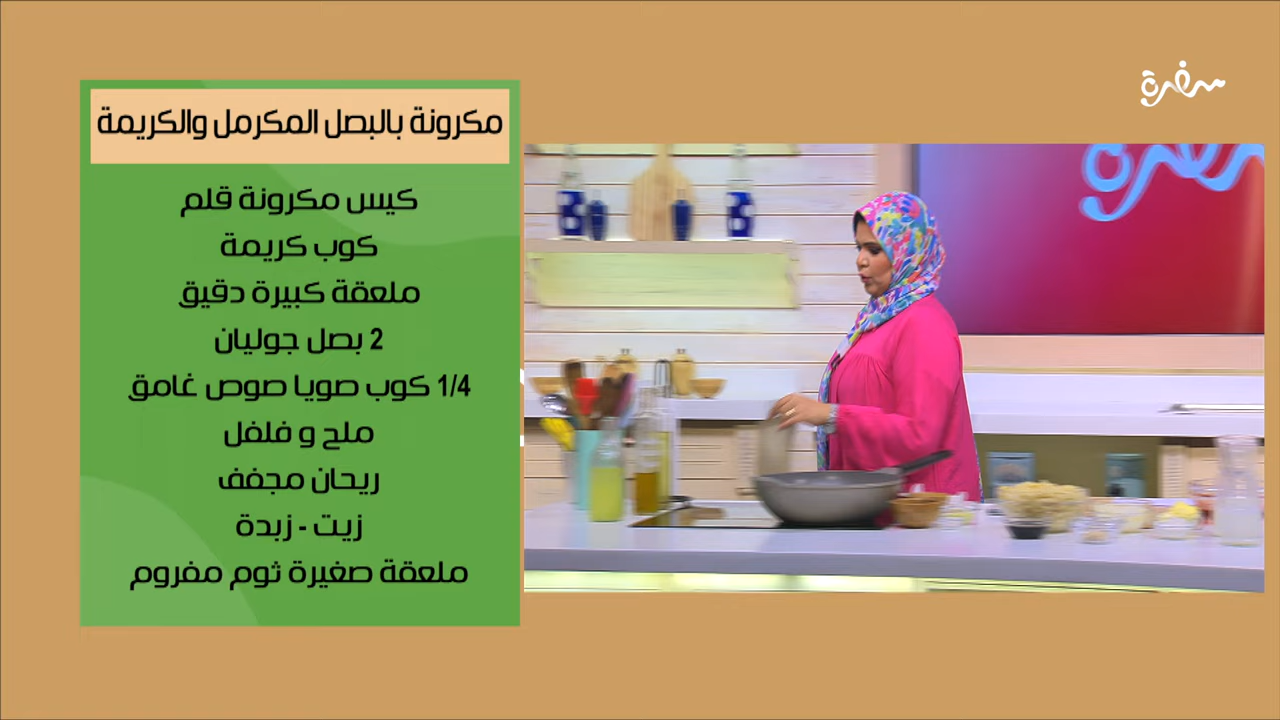 سفرة
مكرونة بالبصل المكرمل والكريمة
كيس مكرونة قلم
كوب كريمة
ملعقة كبيرة دقيق
2 بصل جوليان
1/4 كوب صويا صوص غامق
ملح و فلفل
ريحان مجفف
زيت - زبدة
ملعقة صغيرة ثوم مفروم
سفرة